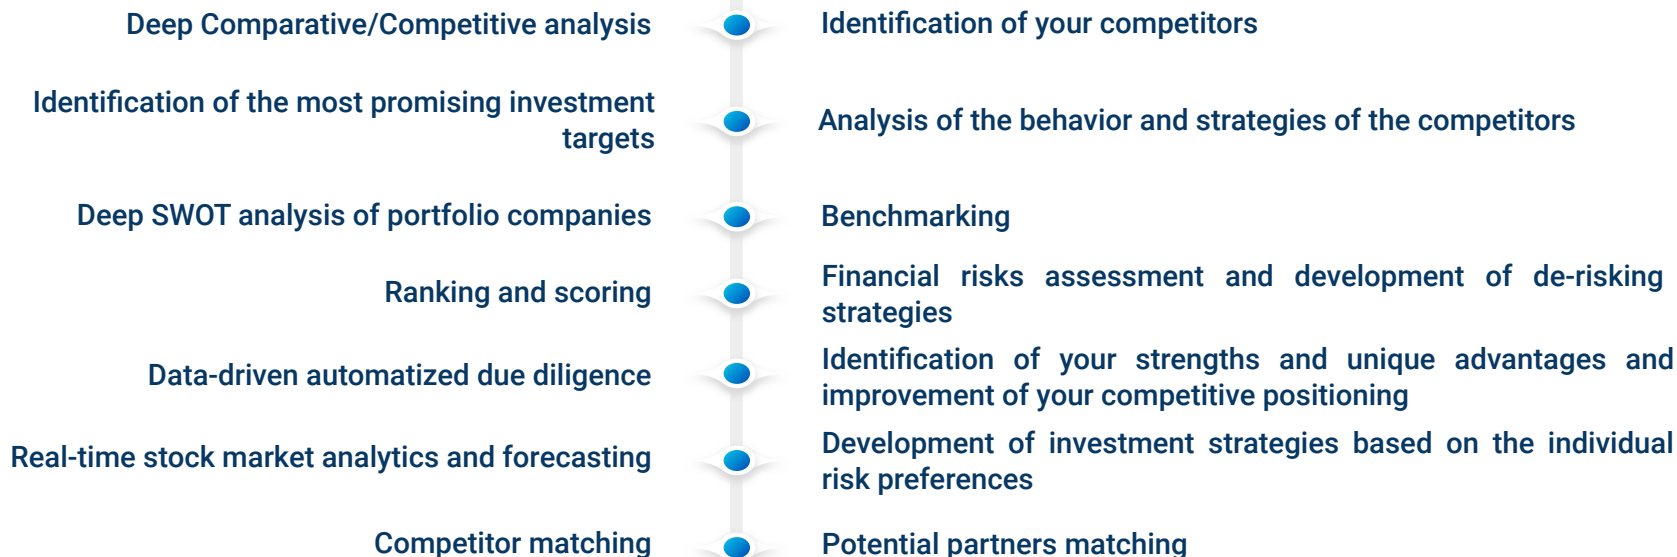 Deep Comparative/Competitive analysis
Identification of your competitors
Identification of the most promising investment
targets
Analysis of the behavior and strategies of the competitors
Deep SWOT analysis of portfolio companies
Benchmarking
Ranking and scoring
Financial risks assessment and development of de-risking
strategies
Data-driven automatized due diligence
Identification of your strengths and unique advantages and
improvement of your competitive positioning
Real-time stock market analytics and forecasting
Development of investment strategies based on the individual
risk preferences
Competitor matching
Potential partners matching